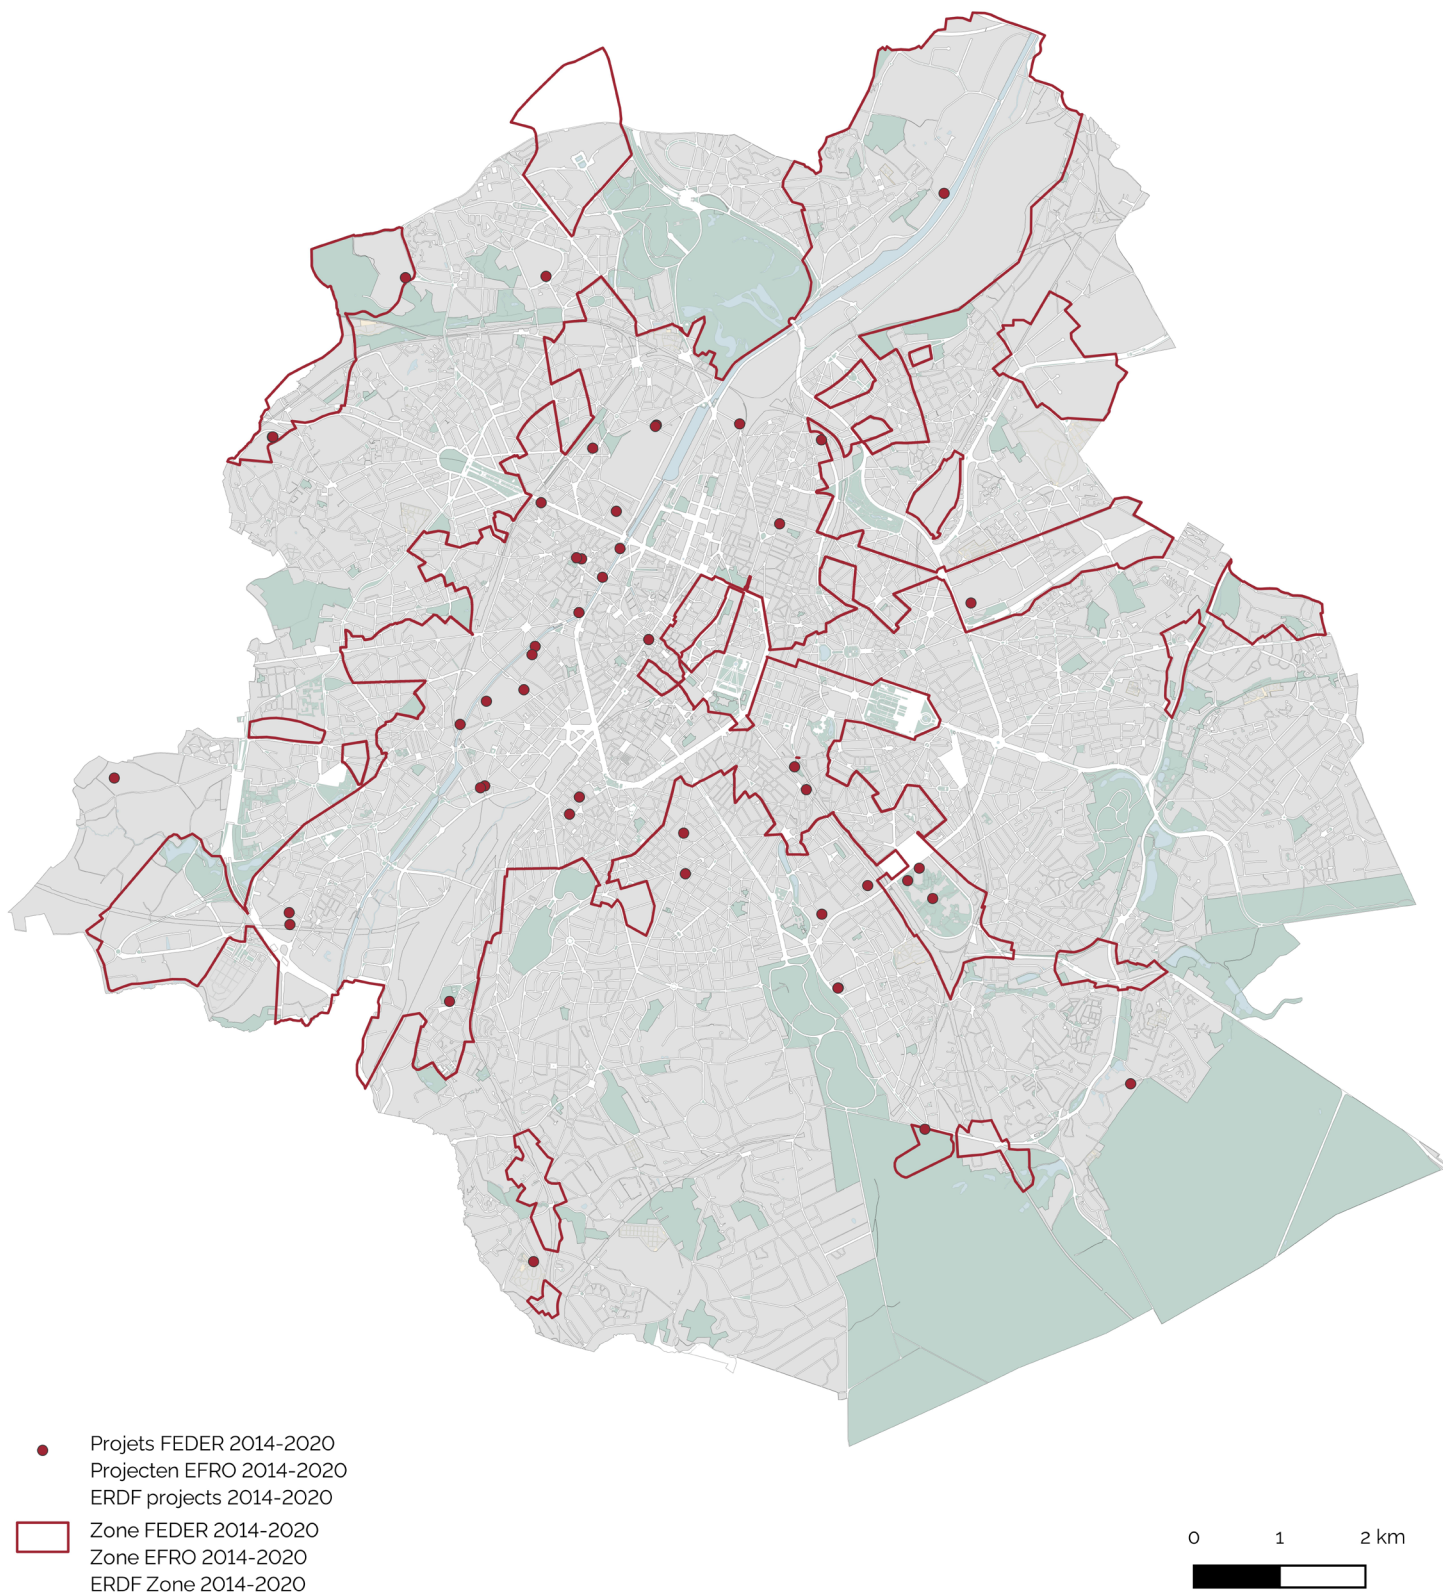 Projets FEDER 2014-2020
Projecten EFRO 2014-2020
ERDF projects 2014-2020
Zone FEDER 2014-2020
Zone EFRO 2014-2020
ERDF Zone 2014-2020
0 1 2 km